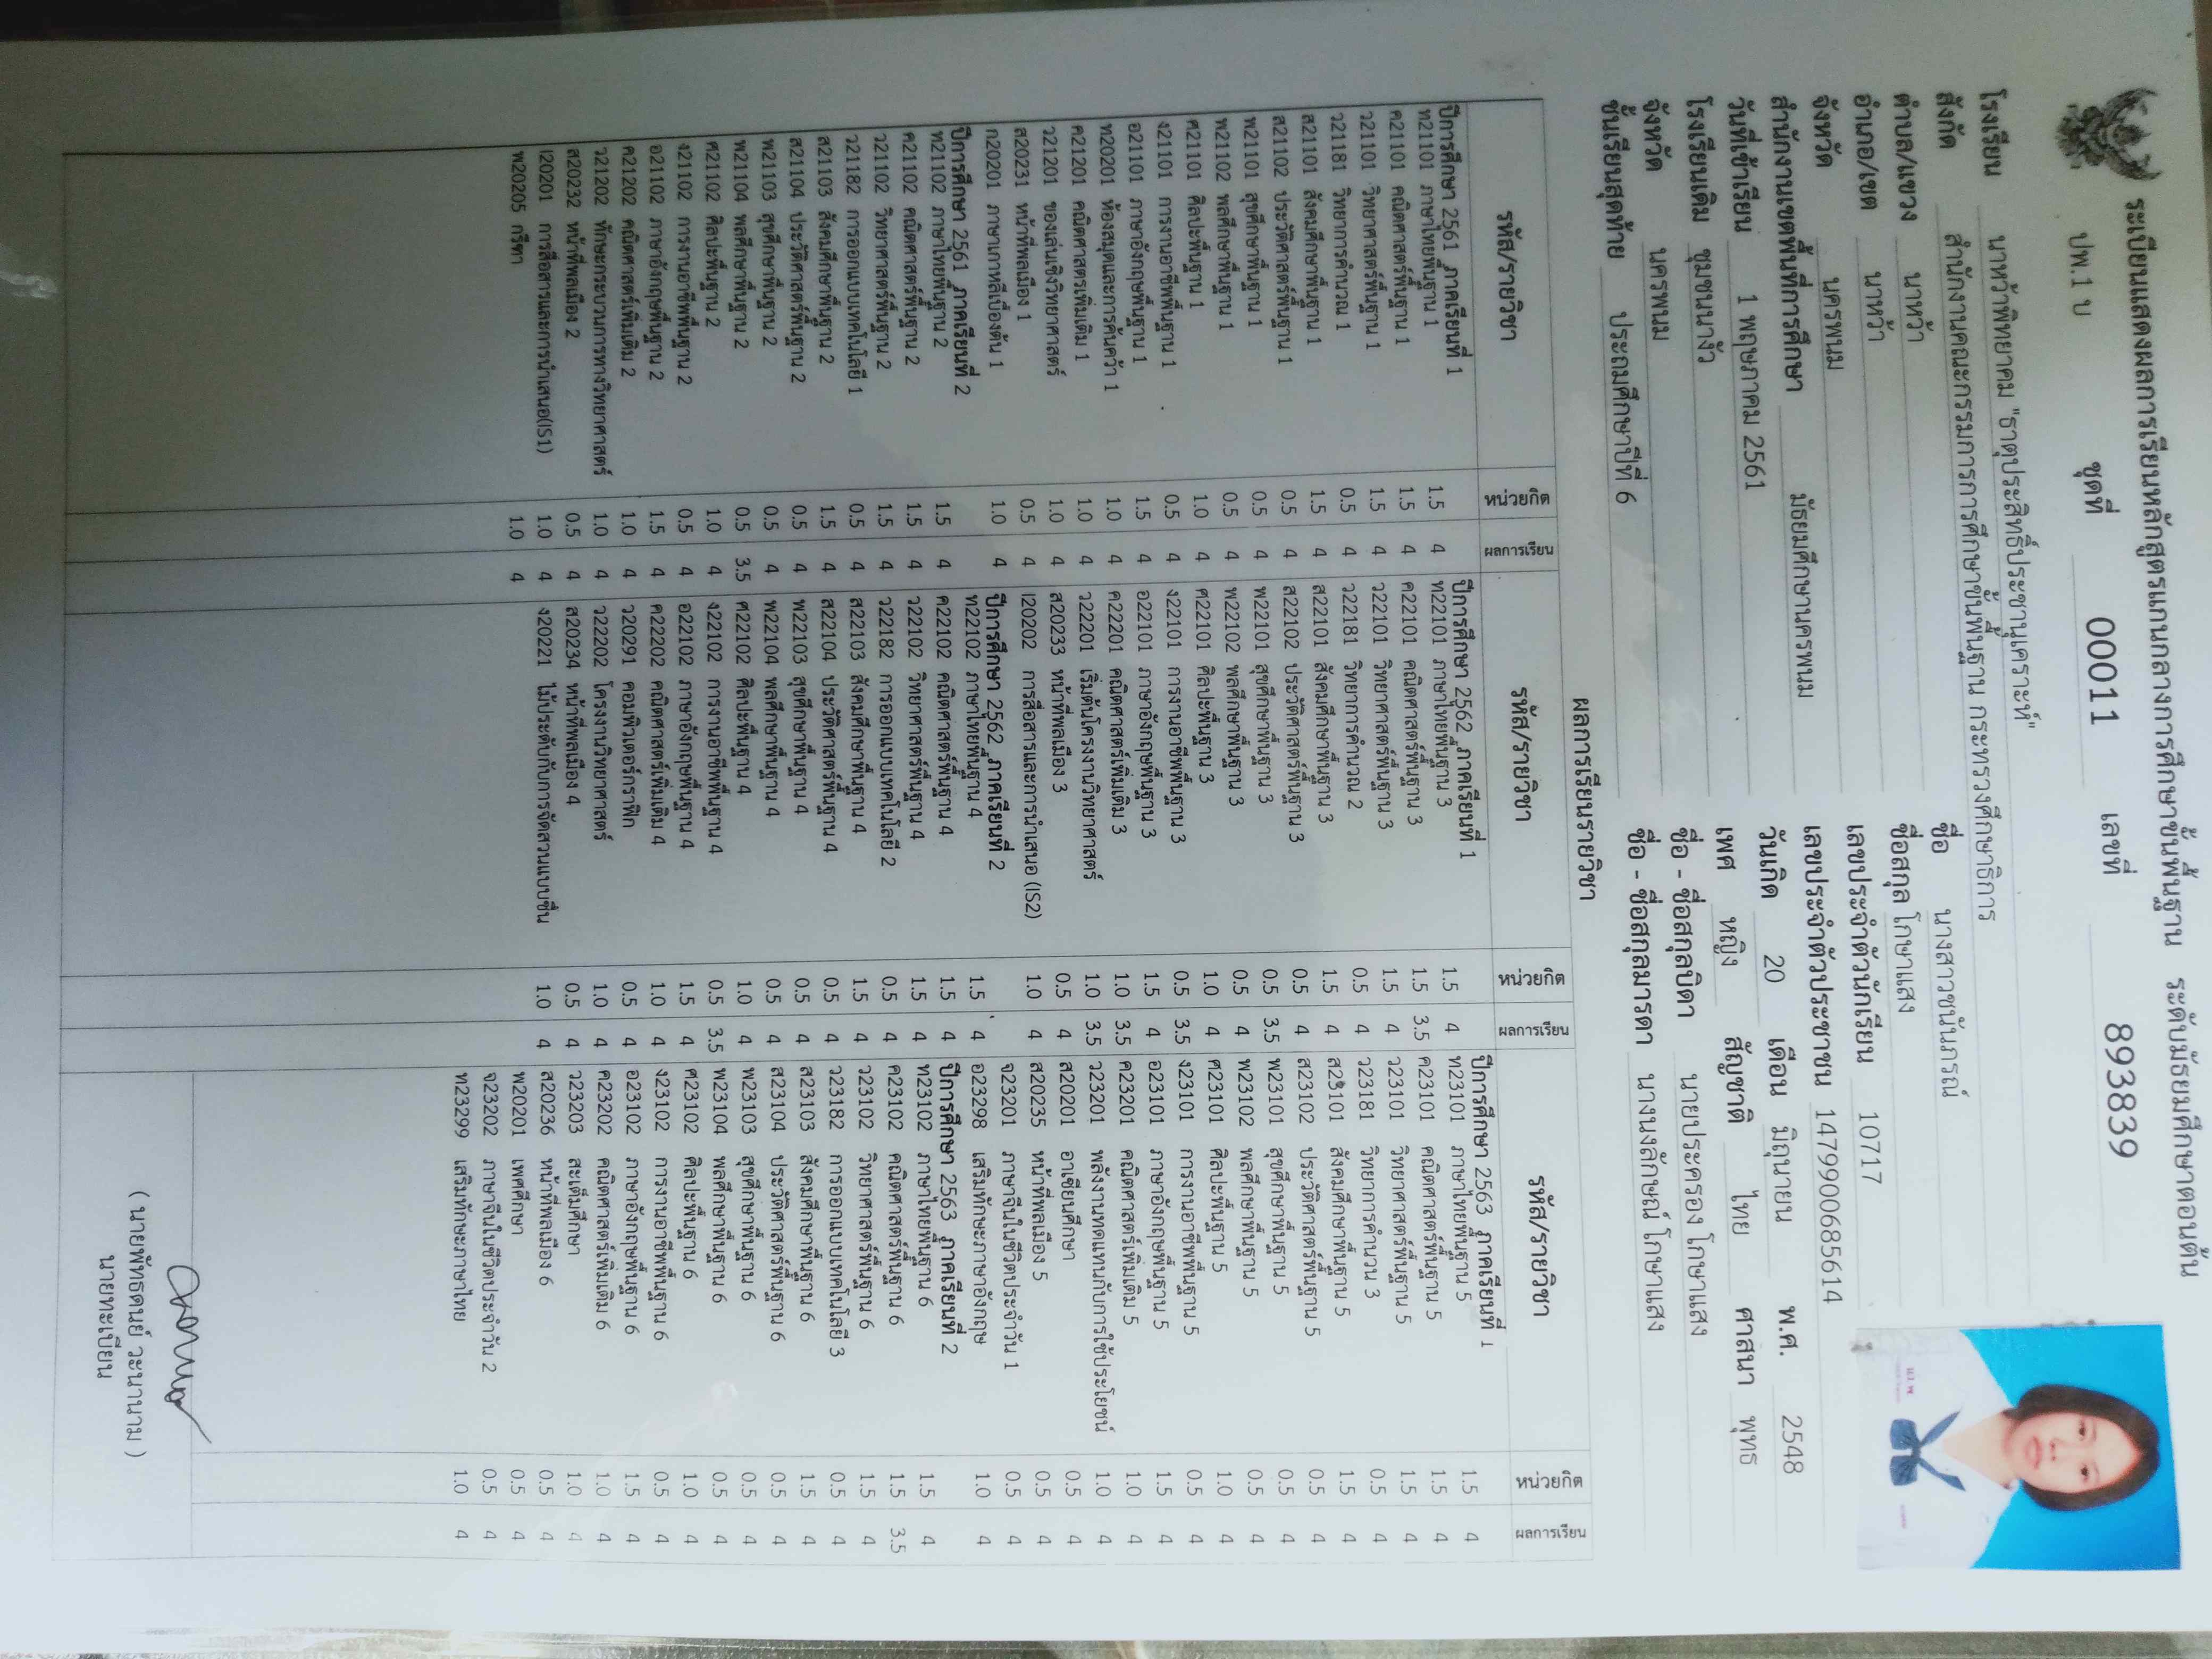 ระเบียนแสดงผลการเรียนหลักสูตรแกนกลางการศึกษาขั้นพื้นฐาน ระดับมัธยมศึกษาตอนต้น
ปพ.1 บ ชุดที่ 00011 เลขที่ 893839
โรงเรียน นาหว้าพิทยาคม "ธาตุประสิทธิ์ประชานุเคราะห์"
สังกัด สำนักงานคณะกรรมการการศึกษาขั้นพื้นฐาน กระทรวงศึกษาธิการ
ตำบล/แขวง นาหว้า
อำเภอ/เขต นาหว้า
จังหวัด นครพนม
สำนักงานเขตพื้นที่การศึกษา มัธยมศึกษานครพนม
วันที่เข้าเรียน 1 พฤษภาคม 2561
โรงเรียนเดิม ชุมชนนางัว
จังหวัด นครพนม
ชั้นเรียนสุดท้าย ประถมศึกษาปีที่ 6
ชื่อ นางสาวชนันภรณ์
ชื่อสกุล โกษาแสง
เลขประจำตัวนักเรียน 10717
เลขประจำตัวประชาชน 1479900685614
วันเกิด 20 เดือน มิถุนายน พ.ศ. 2548
เพศ หญิง สัญชาติ ไทย ศาสนา พุทธ
ชื่อ - ชื่อสกุลบิดา นายประครอง โกษาแสง
ชื่อ - ชื่อสกุลมารดา นางนงลักษณ์ โกษาแสง
ผลการเรียนรายวิชา
รหัส/รายวิชา หน่วยกิต ผลการเรียน
ปีการศึกษา 2561 ภาคเรียนที่ 1
ท21101 ภาษาไทยพื้นฐาน 1 1.5 4
ค21101 คณิตศาสตร์พื้นฐาน 1 1.5 4
ว21101 วิทยาศาสตร์พื้นฐาน 1 1.5 4
ว21181 วิทยาการคำนวณ 1 0.5 4
ส21101 สังคมศึกษาพื้นฐาน 1 1.5 4
ส21102 ประวัติศาสตร์พื้นฐาน 1 0.5 4
พ21101 สุขศึกษาพื้นฐาน 1 0.5 4
พ21102 พลศึกษาพื้นฐาน 1 0.5 4
ศ21101 ศิลปะพื้นฐาน 1 1.0 4
ง21101 การงานอาชีพพื้นฐาน 1 0.5 4
อ21101 ภาษาอังกฤษพื้นฐาน 1 1.5 4
ท20201 ห้องสมุดและการค้นคว้า 1 1.0 4
ค21201 คณิตศาสตร์เพิ่มเติม 1 1.0 4
ว21201 ของเล่นเชิงวิทยาศาสตร์ 1.0 4
ส20231 หน้าที่พลเมือง 1 0.5 4
ก20201 ภาษาเกาหลีเบื้องต้น 1 1.0 4
ปีการศึกษา 2561 ภาคเรียนที่ 2
ท21102 ภาษาไทยพื้นฐาน 2 1.5 4
ค21102 คณิตศาสตร์พื้นฐาน 2 1.5 4
ว21102 วิทยาศาสตร์พื้นฐาน 2 1.5 4
ว21182 การออกแบบเทคโนโลยี 1 0.5 4
ส21103 สังคมศึกษาพื้นฐาน 2 1.5 4
ส21104 ประวัติศาสตร์พื้นฐาน 2 0.5 4
พ21103 สุขศึกษาพื้นฐาน 2 0.5 4
พ21104 พลศึกษาพื้นฐาน 2 0.5 3.5
ศ21102 ศิลปะพื้นฐาน 2 1.0 4
ง21102 การงานอาชีพพื้นฐาน 2 0.5 4
อ21102 ภาษาอังกฤษพื้นฐาน 2 1.5 4
ค21202 คณิตศาสตร์เพิ่มเติม 2 1.0 4
ว21202 ทักษะกระบวนการทางวิทยาศาสตร์ 1.0 4
ส20232 หน้าที่พลเมือง 2 0.5 4
I20201 การสื่อสารและการนำเสนอ(IS1) 1.0 4
พ20205 กรีฑา 1.0 4
รหัส/รายวิชา หน่วยกิต ผลการเรียน
ปีการศึกษา 2562 ภาคเรียนที่ 1
ท22101 ภาษาไทยพื้นฐาน 3 1.5 4
ค22101 คณิตศาสตร์พื้นฐาน 3 1.5 3.5
ว22101 วิทยาศาสตร์พื้นฐาน 3 1.5 4
ว22181 วิทยาการคำนวณ 2 0.5 4
ส22101 สังคมศึกษาพื้นฐาน 3 1.5 4
ส22102 ประวัติศาสตร์พื้นฐาน 3 0.5 4
พ22101 สุขศึกษาพื้นฐาน 3 0.5 3.5
พ22102 พลศึกษาพื้นฐาน 3 0.5 4
ศ22101 ศิลปะพื้นฐาน 3 1.0 4
ง22101 การงานอาชีพพื้นฐาน 3 0.5 3.5
อ22101 ภาษาอังกฤษพื้นฐาน 3 1.5 4
ค22201 คณิตศาสตร์เพิ่มเติม 3 1.0 3.5
ว22201 เริ่มต้นโครงงานวิทยาศาสตร์ 1.0 3.5
ส20233 หน้าที่พลเมือง 3 0.5 4
I20202 การสื่อสารและการนำเสนอ (IS2) 1.0 4
ปีการศึกษา 2562 ภาคเรียนที่ 2
ท22102 ภาษาไทยพื้นฐาน 4 1.5 4
ค22102 คณิตศาสตร์พื้นฐาน 4 1.5 4
ว22102 วิทยาศาสตร์พื้นฐาน 4 1.5 4
ว22182 การออกแบบเทคโนโลยี 2 0.5 4
ส22103 สังคมศึกษาพื้นฐาน 4 1.5 4
ส22104 ประวัติศาสตร์พื้นฐาน 4 0.5 4
พ22103 สุขศึกษาพื้นฐาน 4 0.5 4
พ22104 พลศึกษาพื้นฐาน 4 0.5 4
ศ22102 ศิลปะพื้นฐาน 4 1.0 4
ง22102 การงานอาชีพพื้นฐาน 4 0.5 3.5
อ22102 ภาษาอังกฤษพื้นฐาน 4 1.5 4
ค22202 คณิตศาสตร์เพิ่มเติม 4 1.0 4
ว20291 คอมพิวเตอร์กราฟิก 0.5 4
ว22202 โครงงานวิทยาศาสตร์ 1.0 4
ส20234 หน้าที่พลเมือง 4 0.5 4
ง20221 ไม้ประดับกับการจัดสวนแบบชื้น 1.0 4
รหัส/รายวิชา หน่วยกิต ผลการเรียน
ปีการศึกษา 2563 ภาคเรียนที่ 1
ท23101 ภาษาไทยพื้นฐาน 5 1.5 4
ค23101 คณิตศาสตร์พื้นฐาน 5 1.5 4
ว23101 วิทยาศาสตร์พื้นฐาน 5 1.5 4
ว23181 วิทยาการคำนวน 3 0.5 4
ส23101 สังคมศึกษาพื้นฐาน 5 1.5 4
ส23102 ประวัติศาสตร์พื้นฐาน 5 0.5 4
พ23101 สุขศึกษาพื้นฐาน 5 0.5 4
พ23102 พลศึกษาพื้นฐาน 5 0.5 4
ศ23101 ศิลปะพื้นฐาน 5 1.0 4
ง23101 การงานอาชีพพื้นฐาน 5 0.5 4
อ23101 ภาษาอังกฤษพื้นฐาน 5 1.5 4
ค23201 คณิตศาสตร์เพิ่มเติม 5 1.0 4
ว23201 พลังงานทดแทนกับการใช้ประโยชน์ 1.0 4
ส20201 อาเซียนศึกษา 0.5 4
ส20235 หน้าที่พลเมือง 5 0.5 4
จ23201 ภาษาจีนในชีวิตประจำวัน 1 0.5 4
อ23298 เสริมทักษะภาษาอังกฤษ 1.0 4
ปีการศึกษา 2563 ภาคเรียนที่ 2
ท23102 ภาษาไทยพื้นฐาน 6 1.5 4
ค23102 คณิตศาสตร์พื้นฐาน 6 1.5 3.5
ว23102 วิทยาศาสตร์พื้นฐาน 6 1.5 4
ว23182 การออกแบบเทคโนโลยี 3 0.5 4
ส23103 สังคมศึกษาพื้นฐาน 6 1.5 4
ส23104 ประวัติศาสตร์พื้นฐาน 6 0.5 4
พ23103 สุขศึกษาพื้นฐาน 6 0.5 4
พ23104 พลศึกษาพื้นฐาน 6 0.5 4
ศ23102 ศิลปะพื้นฐาน 6 1.0 4
ง23102 การงานอาชีพพื้นฐาน 6 0.5 4
อ23102 ภาษาอังกฤษพื้นฐาน 6 1.5 4
ค23202 คณิตศาสตร์เพิ่มเติม 6 1.0 4
ว23203 สะเต็มศึกษา 1.0 4
ส20236 หน้าที่พลเมือง 6 0.5 4
พ20201 เพศศึกษา 0.5 4
จ23202 ภาษาจีนในชีวิตประจำวัน 2 0.5 4
ท23299 เสริมทักษะภาษาไทย 1.0 4
( นายพัทธดนย์ วะนานาม )
นายทะเบียน